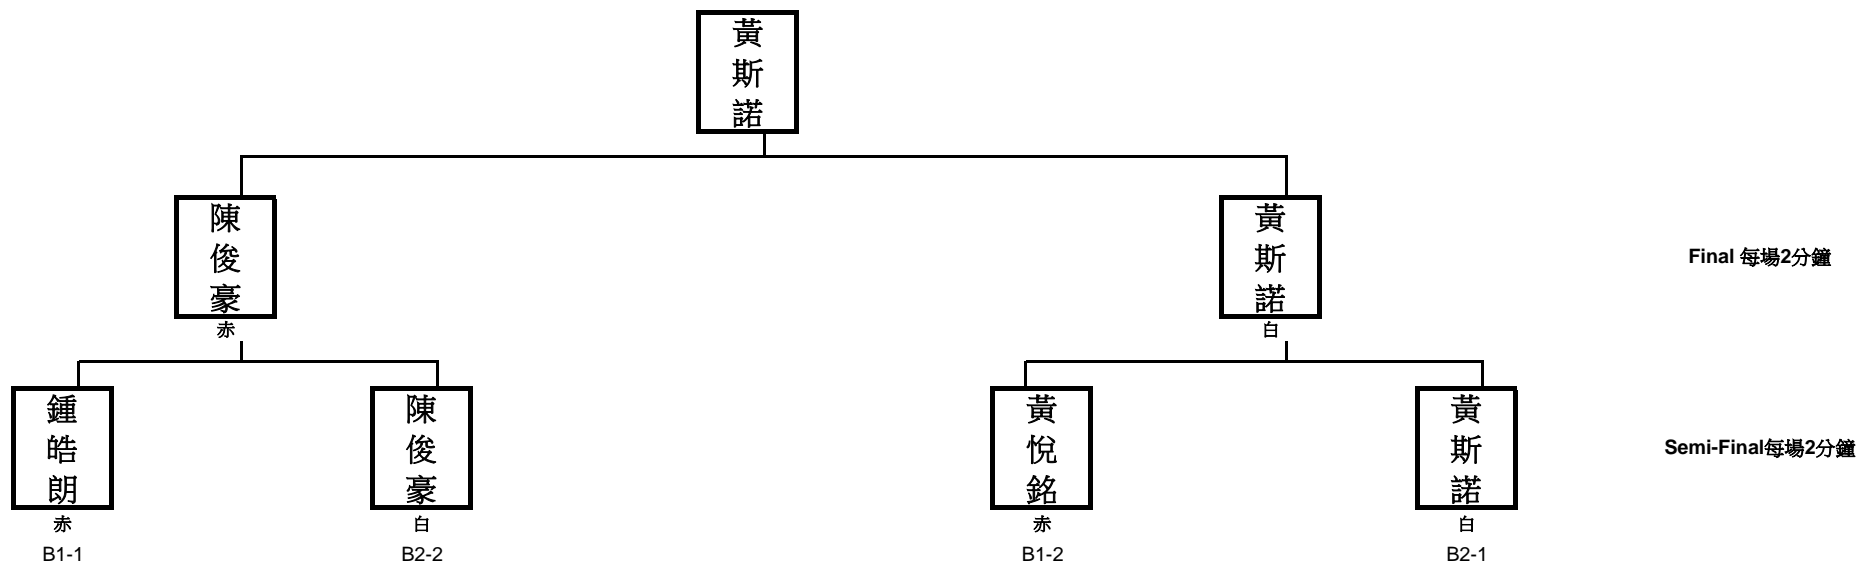 黃斯諾
陳俊豪
黃斯諾
Final 每場2分鐘
赤
白
鍾皓朗
陳俊豪
黃悅銘
黃斯諾
Semi-Final每場2分鐘
赤
白
赤
白
B1-1
B2-2
B1-2
B2-1